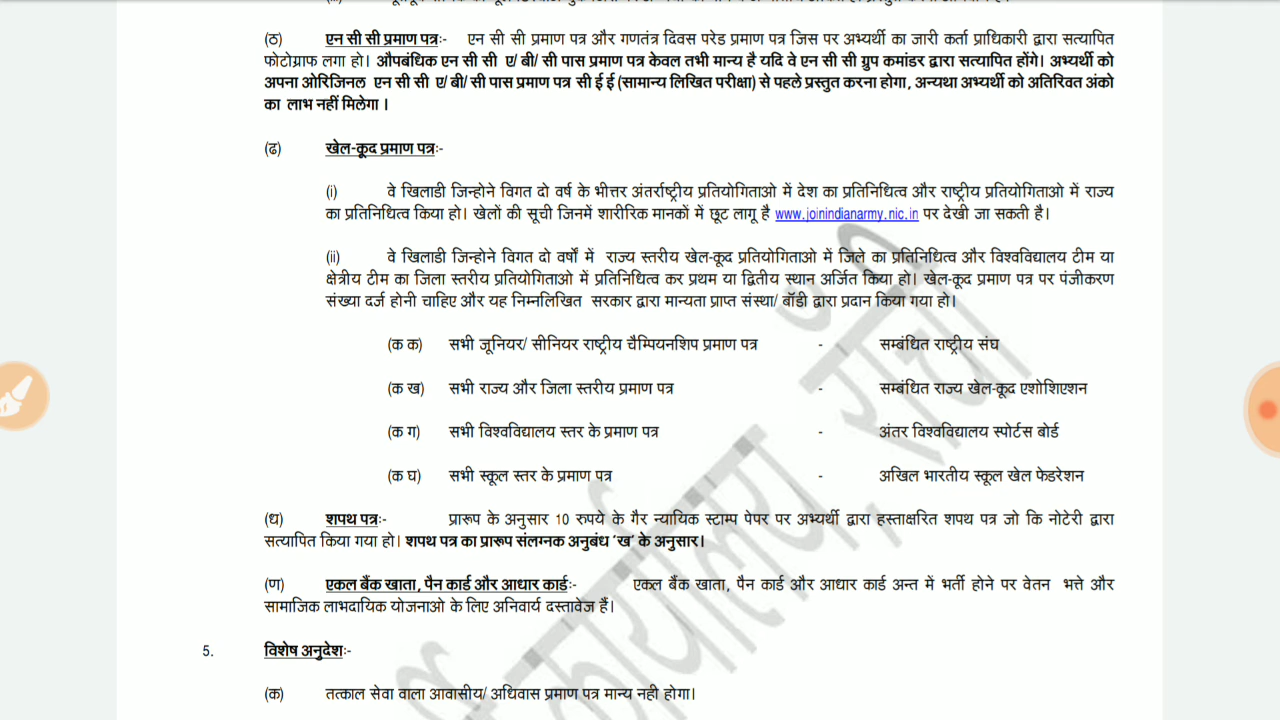 (ठ) एन सी सी प्रमाण पत्रः- एन सी सी प्रमाण पत्र और गणतंत्र दिवस परेड प्रमाण पत्र जिस पर अभ्यर्थी का जारी कर्ता प्राधिकारी द्वारा सत्यापित
फोटोग्राफ लगा हो। औपबंधिक एन सी सी ए/ बी/ सी पास प्रमाण पत्र केवल तभी मान्य है यदि वे एन सी सी ग्रुप कमांडर द्वारा सत्यापित होंगे। अभ्यर्थी को
अपना ओरिजिनल एन सी सी ए/ बी/ सी पास प्रमाण पत्र सी ई ई (सामान्य लिखित परीक्षा) से पहले प्रस्तुत करना होगा, अन्यथा अभ्यर्थी को अतिरिवत अंको
का लाभ नहीं मिलेगा ।
(ढ) खेल-कूद प्रमाण पत्रः-
(i) वे खिलाडी जिन्होने विगत दो वर्ष के भीत्तर अंतर्राष्ट्रीय प्रतियोगिताओ में देश का प्रतिनिधित्व और राष्ट्रीय प्रतियोगिताओ में राज्य
का प्रतिनिधित्व किया हो। खेलों की सूची जिनमें शारीरिक मानकों में छूट लागू है www.joinindianarmy.nic.in पर देखी जा सकती है।
(ii) वे खिलाडी जिन्होने विगत दो वर्षों में राज्य स्तरीय खेल-कूद प्रतियोगिताओ में जिले का प्रतिनिधित्व और विश्वविद्यालय टीम या
क्षेत्रीय टीम का जिला स्तरीय प्रतियोगिताओ में प्रतिनिधित्व कर प्रथम या द्वितीय स्थान अर्जित किया हो। खेल-कूद प्रमाण पत्र पर पंजीकरण
संख्या दर्ज होनी चाहिए और यह निम्नलिखित सरकार द्वारा मान्यता प्राप्त संस्था/ बॉडी द्वारा प्रदान किया गया हो।
(क क) सभी जूनियर/ सीनियर राष्ट्रीय चैम्पियनशिप प्रमाण पत्र - सम्बंधित राष्ट्रीय संघ
(क ख) सभी राज्य और जिला स्तरीय प्रमाण पत्र - सम्बंधित राज्य खेल-कूद एशोशिएशन
(क ग) सभी विश्वविद्यालय स्तर के प्रमाण पत्र - अंतर विश्वविद्यालय स्पोर्टस बोर्ड
(क घ) सभी स्कूल स्तर के प्रमाण पत्र - अखिल भारतीय स्कूल खेल फेडरेशन
(ध) शपथ पत्रः- प्रारूप के अनुसार 10 रुपये के गैर न्यायिक स्टाम्प पेपर पर अभ्यर्थी द्वारा हस्ताक्षरित शपथ पत्र जो कि नोटेरी द्वारा
सत्यापित किया गया हो। शपथ पत्र का प्रारूप संलग्नक अनुबंध 'ख' के अनुसार।
(ण) एकल बैंक खाता, पैन कार्ड और आधार कार्डः- एकल बैंक खाता, पैन कार्ड और आधार कार्ड अन्त में भर्ती होने पर वेतन भत्ते और
सामाजिक लाभदायिक योजनाओ के लिए अनिवार्य दस्तावेज हैं।
5. विशेष अनुदेशः-
(क) तत्काल सेवा वाला आवासीय/ अधिवास प्रमाण पत्र मान्य नही होगा।
कार्यालय, राँची